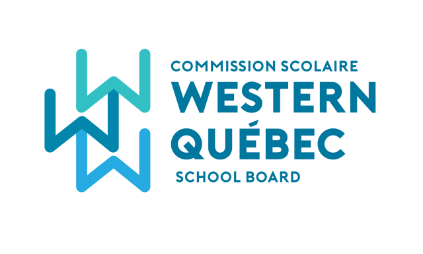 COMMISSION SCOLAIRE
WESTERN
QUÉBEC
SCHOOL BOARD